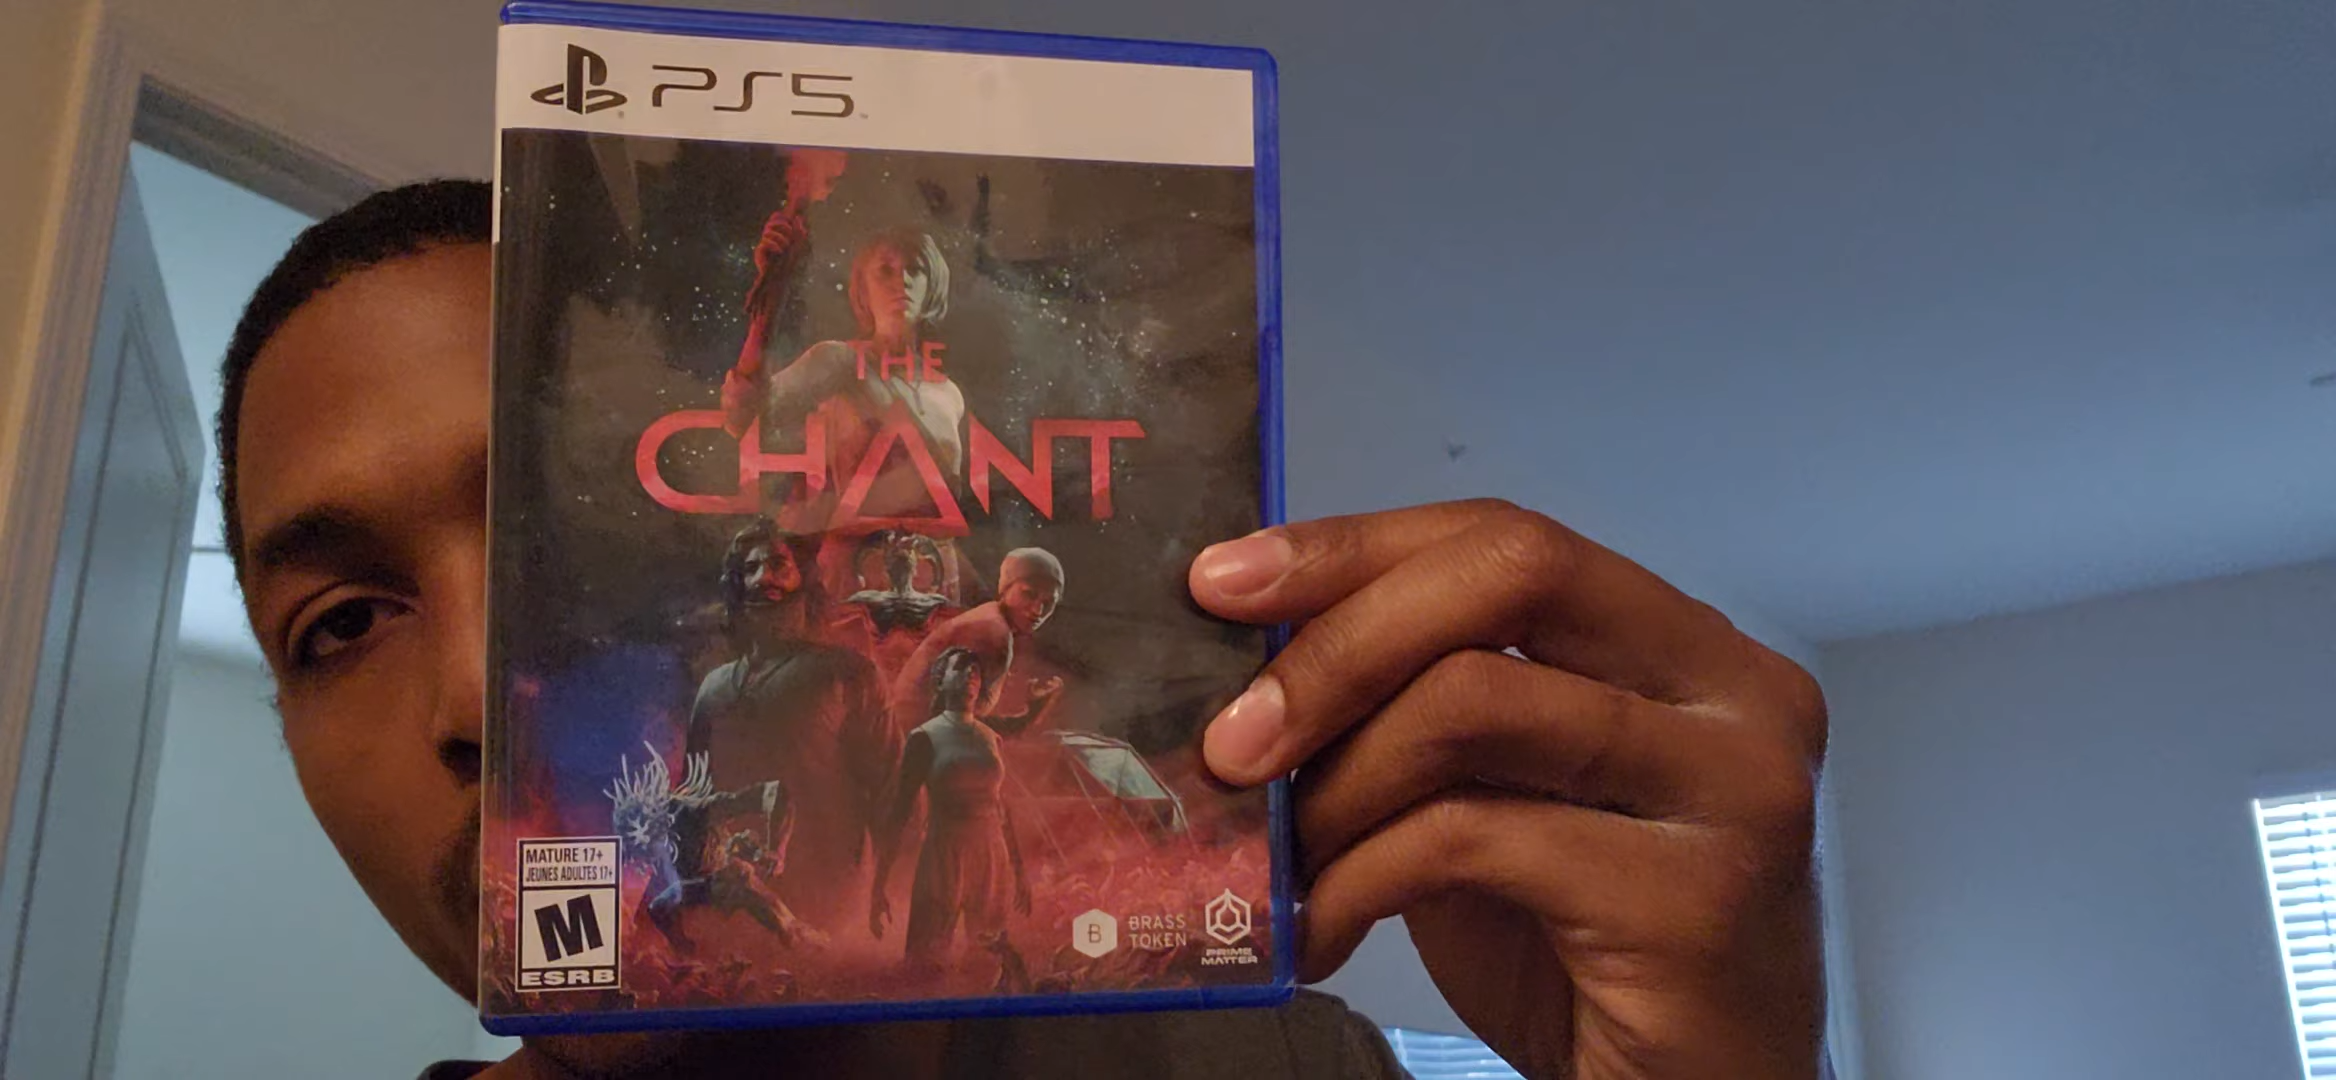 PS5
THE
CHANT
MATURE 17+
JEUNES ADULTES 17+
M
ESRB
B
BRASS
TOKEN
PRIME
MATTER